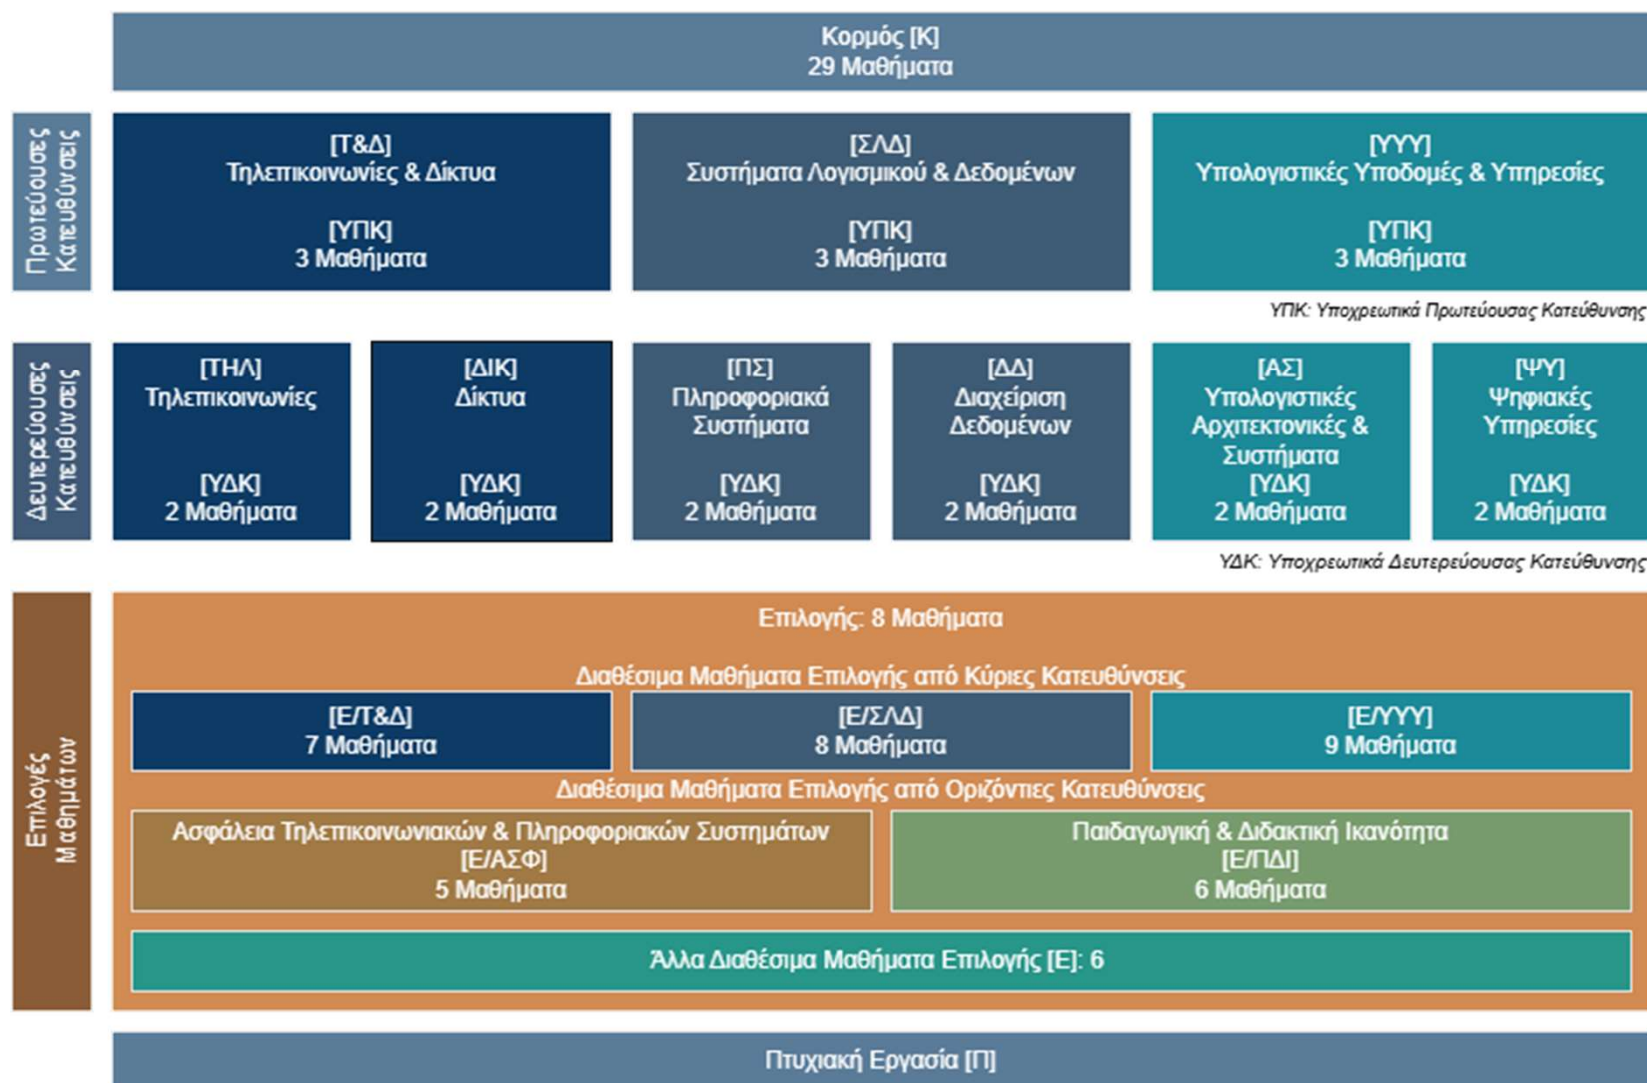 Κορμός [Κ]
29 Μαθήματα
Πρωτεύουσες
Κατευθύνσεις
[Τ&Δ]
Τηλεπικοινωνίες & Δίκτυα
[ΥΠΚ]
3 Μαθήματα
[ΣΛΔ]
Συστήματα Λογισμικού & Δεδομένων
[ΥΠΚ]
3 Μαθήματα
[ΥΥΥ]
Υπολογιστικές Υποδομές & Υπηρεσίες
[ΥΠΚ]
3 Μαθήματα
ΥΠΚ: Υποχρεωτικά Πρωτεύουσας Κατεύθυνσης
Δευτερεύουσες
Κατευθύνσεις
[ΤΗΛ]
Τηλεπικοινωνίες
[ΥΔΚ]
2 Μαθήματα
[ΔΙΚ]
Δίκτυα
[ΥΔΚ]
2 Μαθήματα
[ΠΣ]
Πληροφοριακά
Συστήματα
[ΥΔΚ]
2 Μαθήματα
[ΔΔ]
Διαχείριση
Δεδομένων
[ΥΔΚ]
2 Μαθήματα
[ΑΣ]
Υπολογιστικές
Αρχιτεκτονικές &
Συστήματα
[ΥΔΚ]
2 Μαθήματα
[ΨΥ]
Ψηφιακές
Υπηρεσίες
[ΥΔΚ]
2 Μαθήματα
ΥΔΚ: Υποχρεωτικά Δευτερεύουσας Κατεύθυνσης
Επιλογές
Μαθημάτων
Επιλογής: 8 Μαθήματα
Διαθέσιμα Μαθήματα Επιλογής από Κύριες Κατευθύνσεις
[Ε/Τ&Δ]
7 Μαθήματα
[Ε/ΣΛΔ]
8 Μαθήματα
[Ε/ΥΥΥ]
9 Μαθήματα
Διαθέσιμα Μαθήματα Επιλογής από Οριζόντιες Κατευθύνσεις
Ασφάλεια Τηλεπικοινωνιακών & Πληροφοριακών Συστημάτων
[Ε/ΑΣΦ]
5 Μαθήματα
Παιδαγωγική & Διδακτική Ικανότητα
[Ε/ΠΔΙ]
6 Μαθήματα
Άλλα Διαθέσιμα Μαθήματα Επιλογής [Ε]: 6
Πτυχιακή Εργασία [Π]